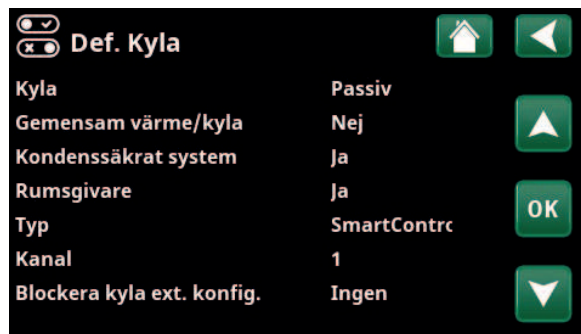 Def. Kyla
Kyla Passiv
Gemensam värme/kyla Nej
Kondenssäkrat system Ja
Rumsgivare Ja
OK
Typ SmartContrc
Kanal 1
Blockera kyla ext. konfig. Ingen